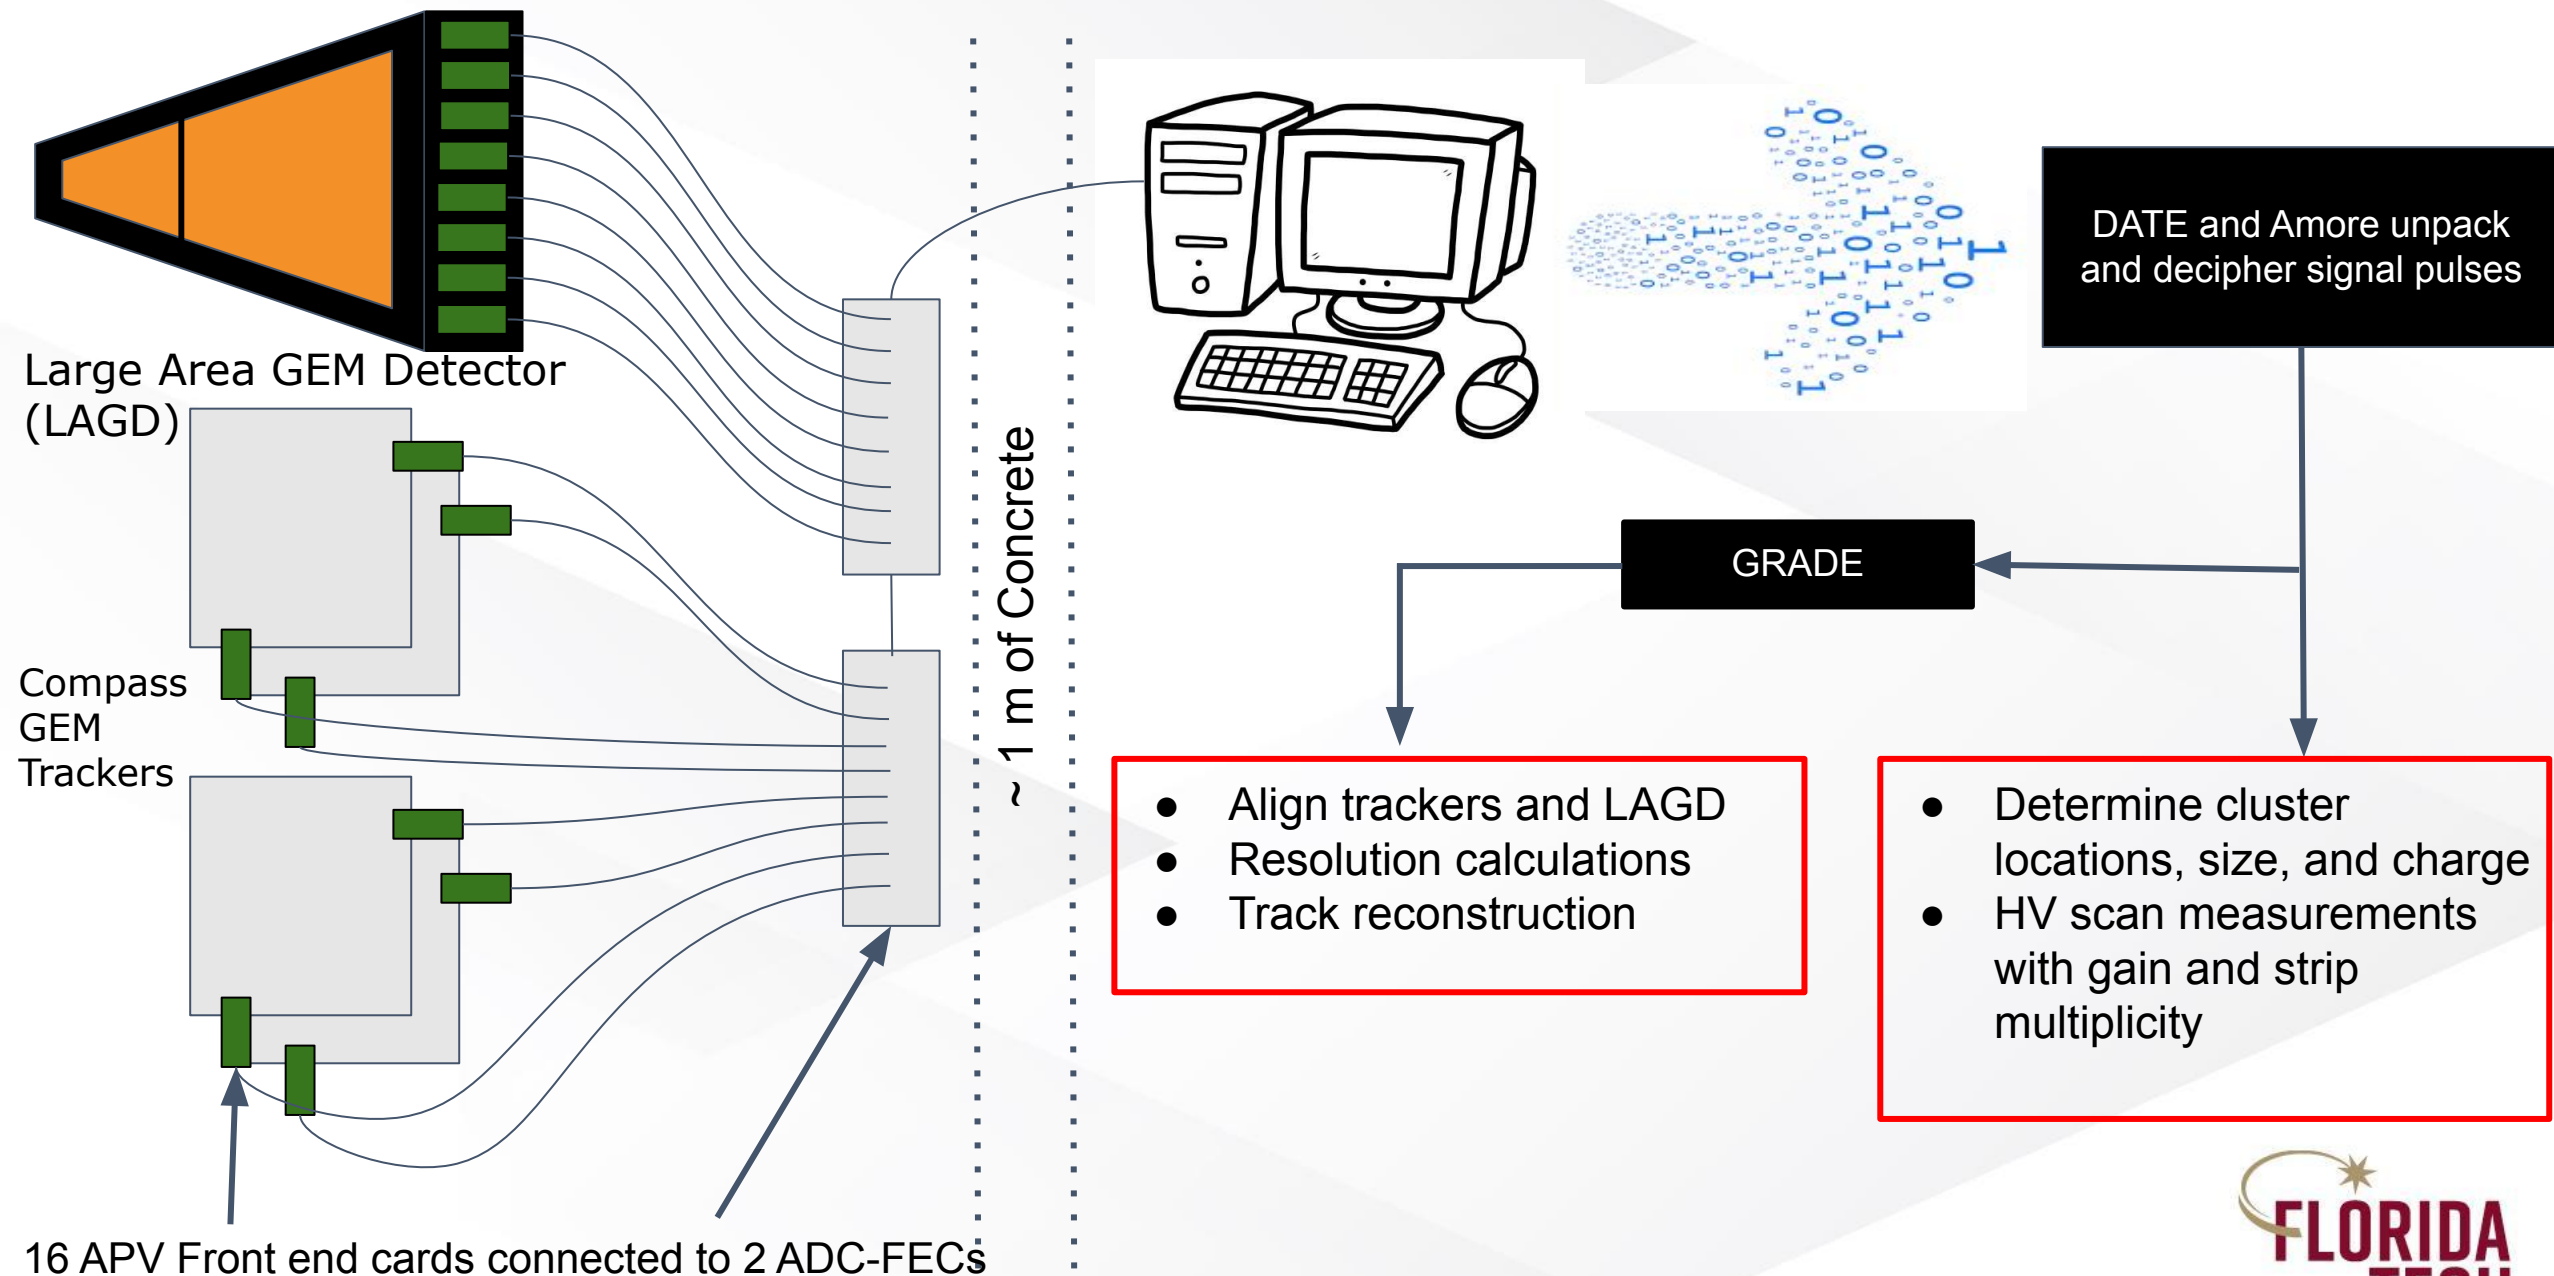 Large Area GEM Detector
(LAGD)
Compass
GEM
Trackers
16 APV Front end cards connected to 2 ADC-FECs
~ 1 m of Concrete
DATE and Amore unpack
and decipher signal pulses
GRADE
● Align trackers and LAGD
● Resolution calculations
● Track reconstruction
● Determine cluster
locations, size, and charge
● HV scan measurements
with gain and strip
multiplicity
FLORIDA
TECH